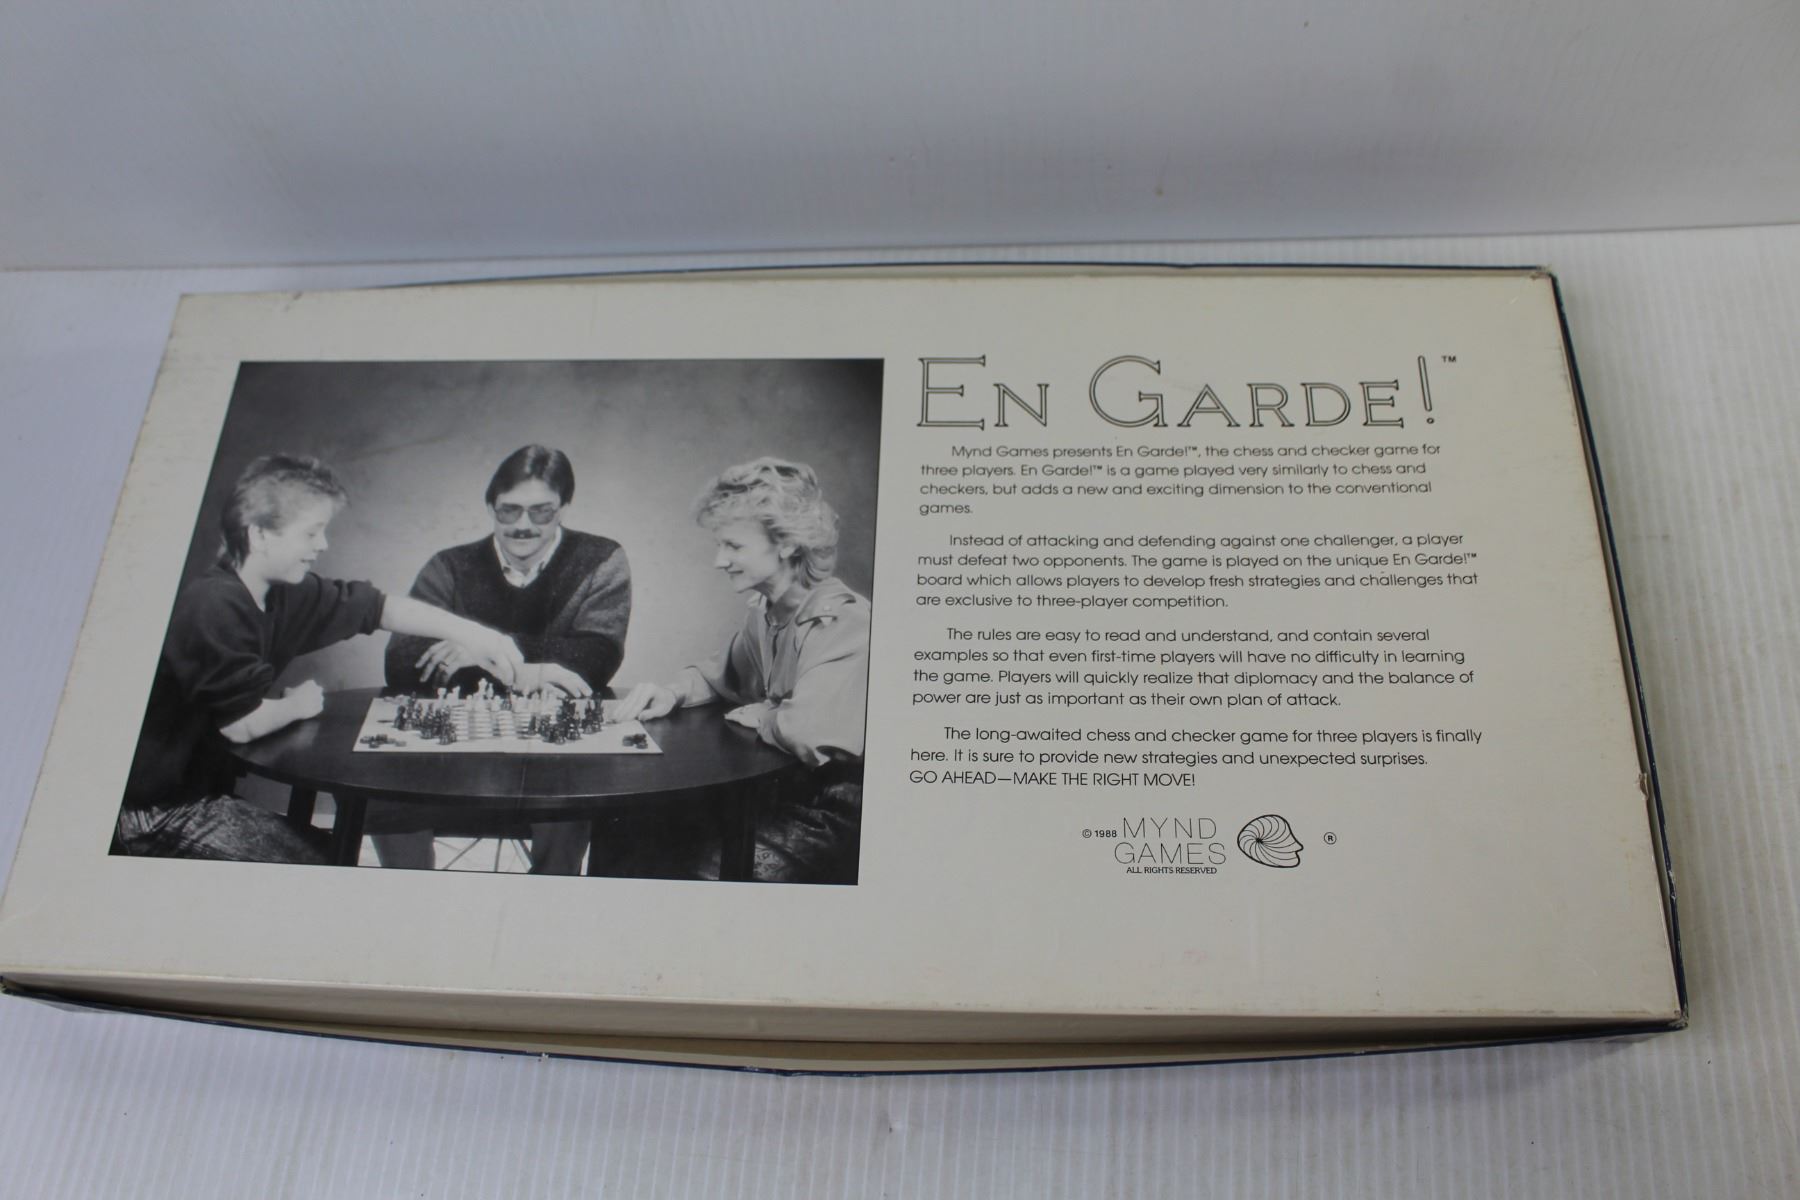 EN GARDE!™
Mynd Games presents En Garde!™, the chess and checker game for
three players. En Garde!™ is a game played very similarly to chess and
checkers, but adds a new and exciting dimension to the conventional
games.
Instead of attacking and defending against one challenger, a player
must defeat two opponents. The game is played on the unique En Garde!™
board which allows players to develop fresh strategies and challenges that
are exclusive to three-player competition.
The rules are easy to read and understand, and contain several
examples so that even first-time players will have no difficulty in learning
the game. Players will quickly realize that diplomacy and the balance of
power are just as important as their own plan of attack.
The long-awaited chess and checker game for three players is finally
here. It is sure to provide new strategies and unexpected surprises.
GO AHEAD—MAKE THE RIGHT MOVE!
© 1988 MYND
GAMES ®
ALL RIGHTS RESERVED